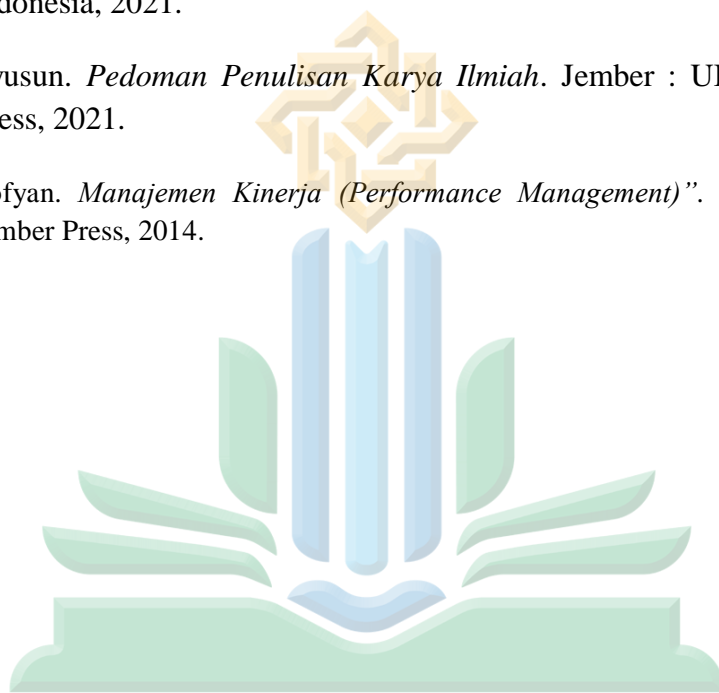 donesia, 2021.
yusun. Pedoman Penulisan Karya Ilmiah. Jember : UI
ess, 2021.
ofyan. Manajemen Kinerja (Performance Management)”.
mber Press, 2014.